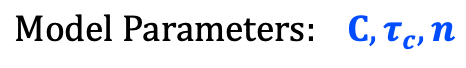 Model Parameters: C, τc, n